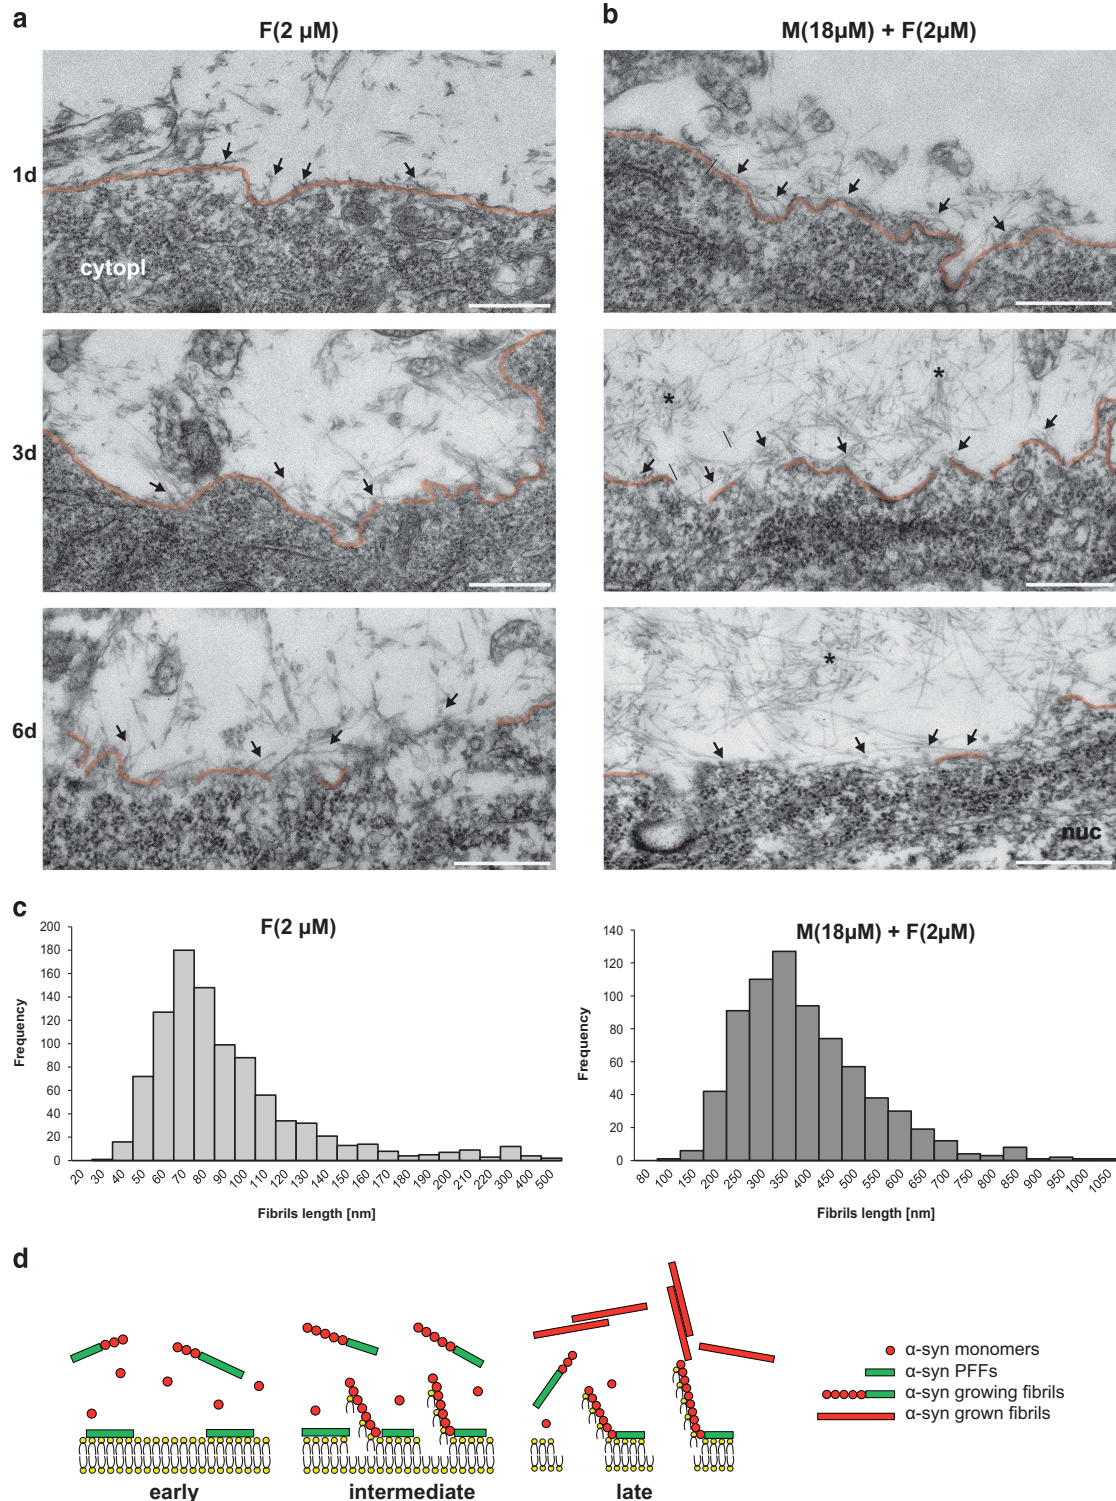 a
F(2 µM)
b
M(18µM) + F(2µM)
1d
cytopl
3d
*
*
6d
*
nuc
c
F(2 µM)
200
180
160
140
120
100
80
60
40
20
0
Frequency
20 30 40 50 60 70 80 90 100 110 120 130 140 150 160 170 180 190 200 210 220 300 400 500
Fibrils length [nm]
M(18µM) + F(2µM)
140
120
100
80
60
40
20
0
Frequency
80 100 150 200 250 300 350 400 450 500 550 600 650 700 750 800 850 900 950 1000 1050
Fibrils length [nm]
d
early
intermediate
late
α-syn monomers
α-syn PFFs
α-syn growing fibrils
α-syn grown fibrils